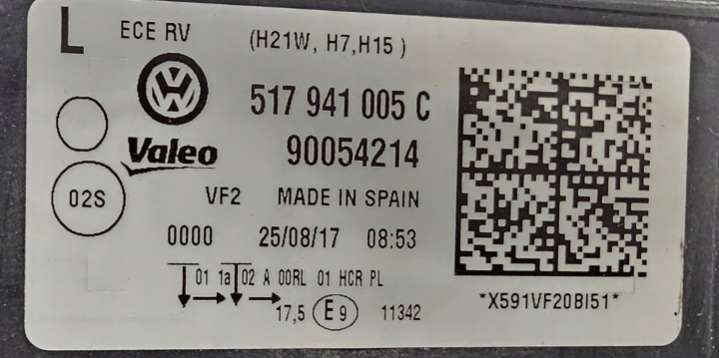 L ECE RV (H21W, H7,H15)
517 941 005 C
Valeo 90054214
02S VF2 MADE IN SPAIN
0000 25/08/17 08:53
01 1a 02 A 00RL 01 HCR PL
17,5 E9 11342
*X591VF20BI51*